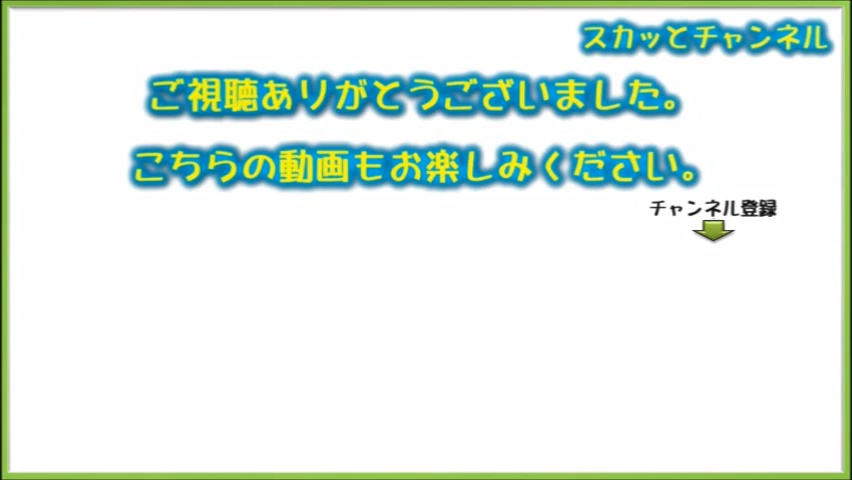 スカッとチャンネル
ご視聴ありがとうございました。
こちらの動画もお楽しみください。
チャンネル登録